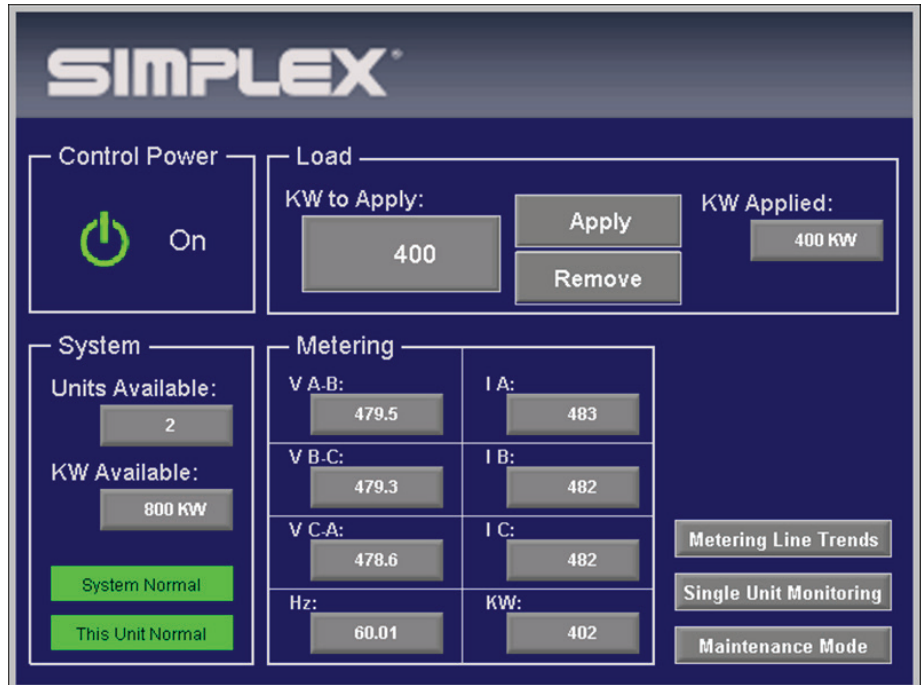 SIMPLEX®
Control Power
On
Load
KW to Apply:
400
Apply
Remove
KW Applied:
400 KW
System
Units Available:
2
KW Available:
800 KW
System Normal
This Unit Normal
Metering
V A-B:
479.5
I A:
483
V B-C:
479.3
I B:
482
V C-A:
478.6
I C:
482
Hz:
60.01
KW:
402
Metering Line Trends
Single Unit Monitoring
Maintenance Mode